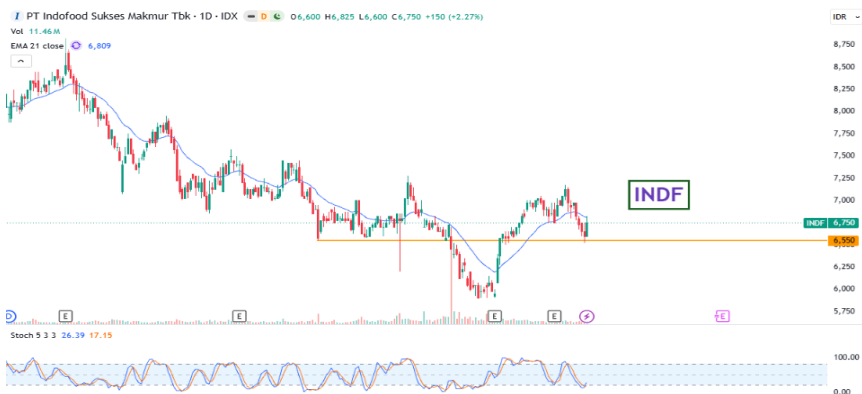 PT Indofood Sukses Makmur Tbk · 1D · IDX D O6,600 H6,825 L6,600 C6,750 +150 (+2.27%)
IDR
Vol 11.46M
EMA 21 close 6,809
8,750
8,500
8,250
8,000
7,750
7,500
7,250
INDF
7,000
INDF 6,750
6,550
6,250
6,000
5,750
D E E E E E
Stoch 5 3 3 26.39 17.15
100.00
0.00